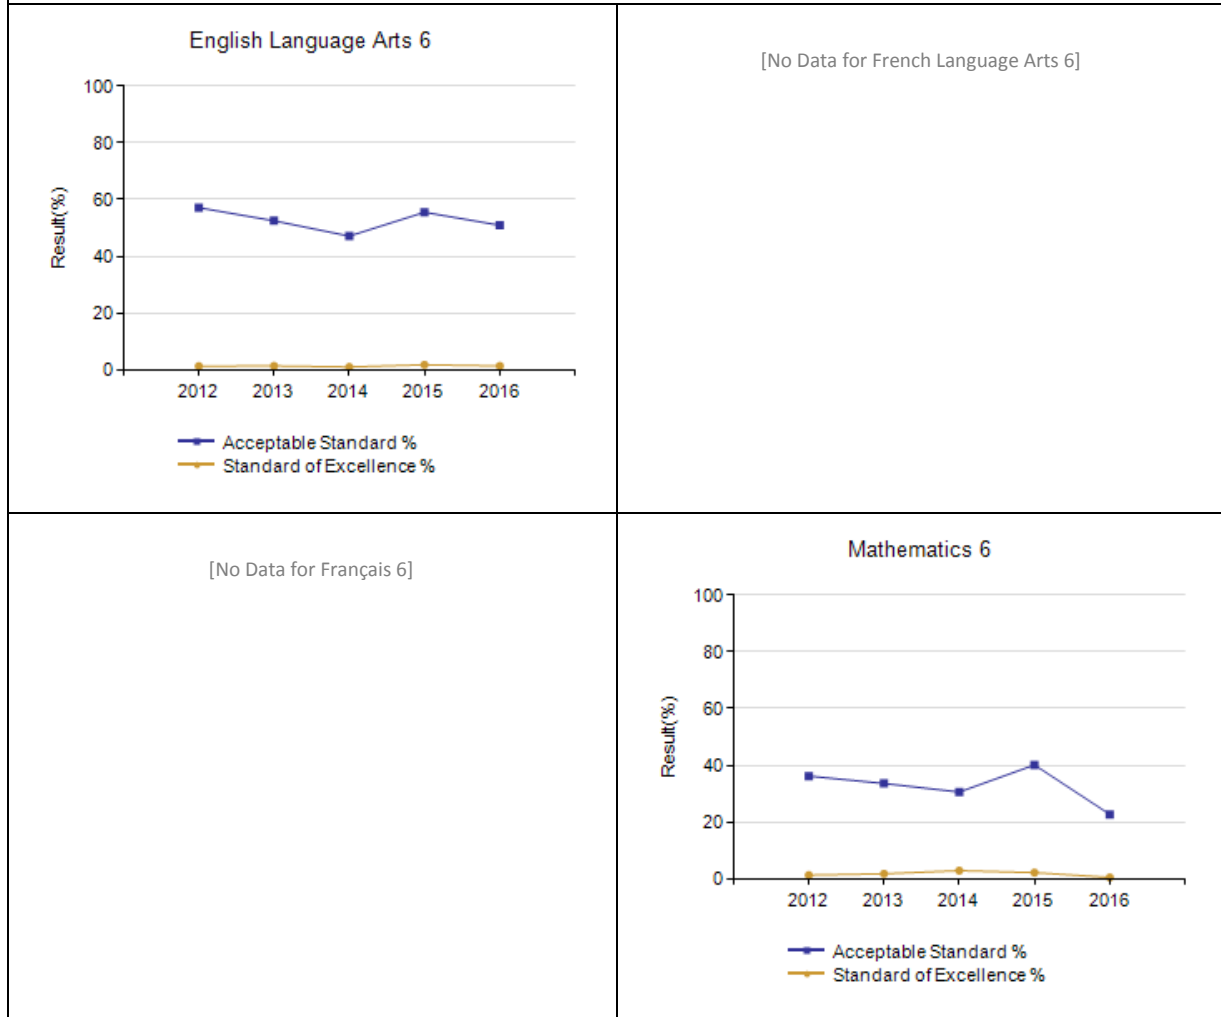 English Language Arts 6
100
80
60
40
20
0
Result(%)
2012 2013 2014 2015 2016
Acceptable Standard %
Standard of Excellence %
[No Data for French Language Arts 6]
[No Data for Français 6]
Mathematics 6
100
80
60
40
20
0
Result(%)
2012 2013 2014 2015 2016
Acceptable Standard %
Standard of Excellence %